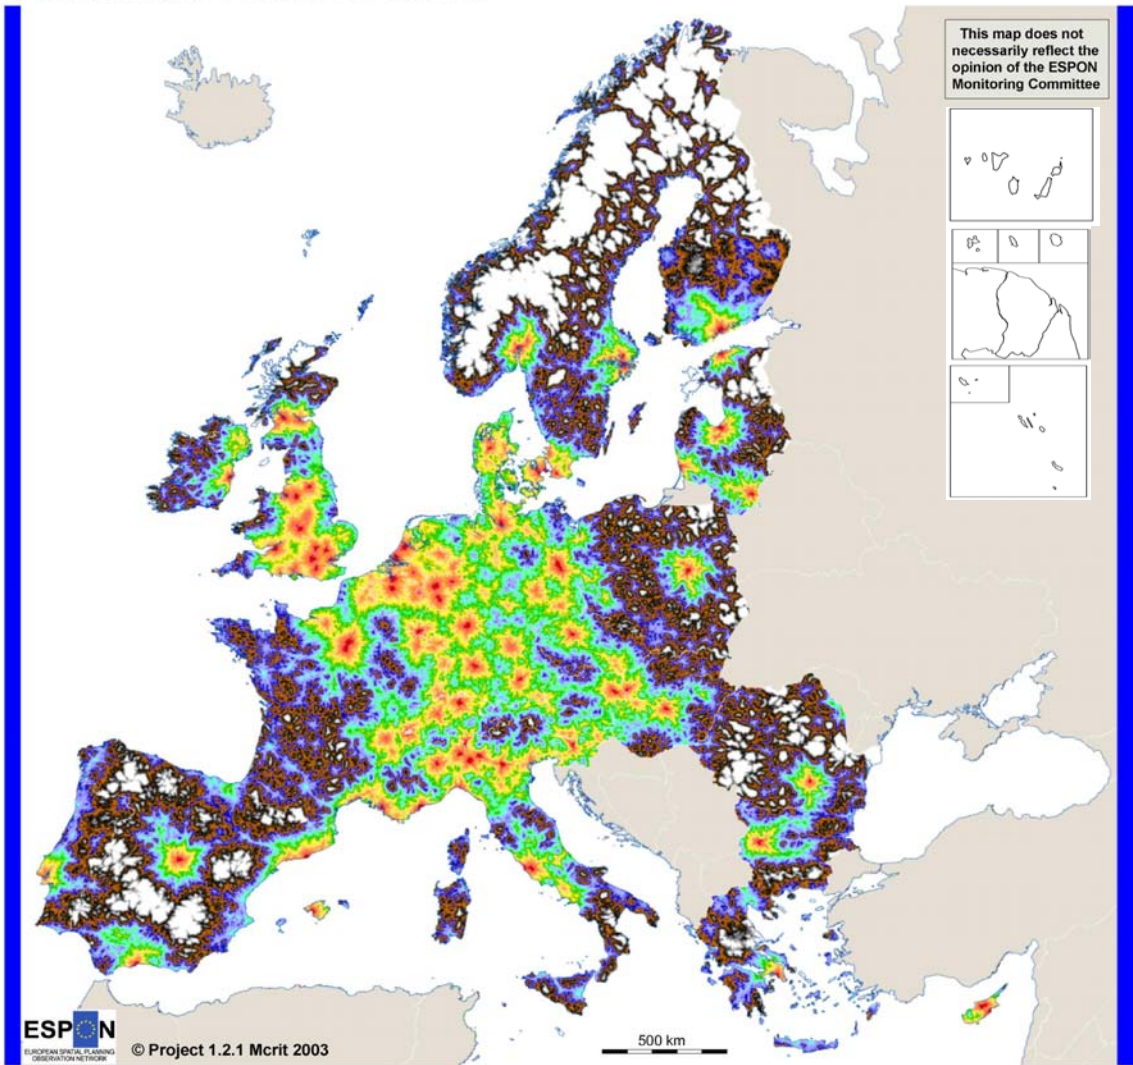 This map does not
necessarily reflect the
opinion of the ESPON
Monitoring Committee
ESPON
EUROPEAN SPATIAL PLANNING
OBSERVATION NETWORK
© Project 1.2.1 Mcrit 2003
500 km